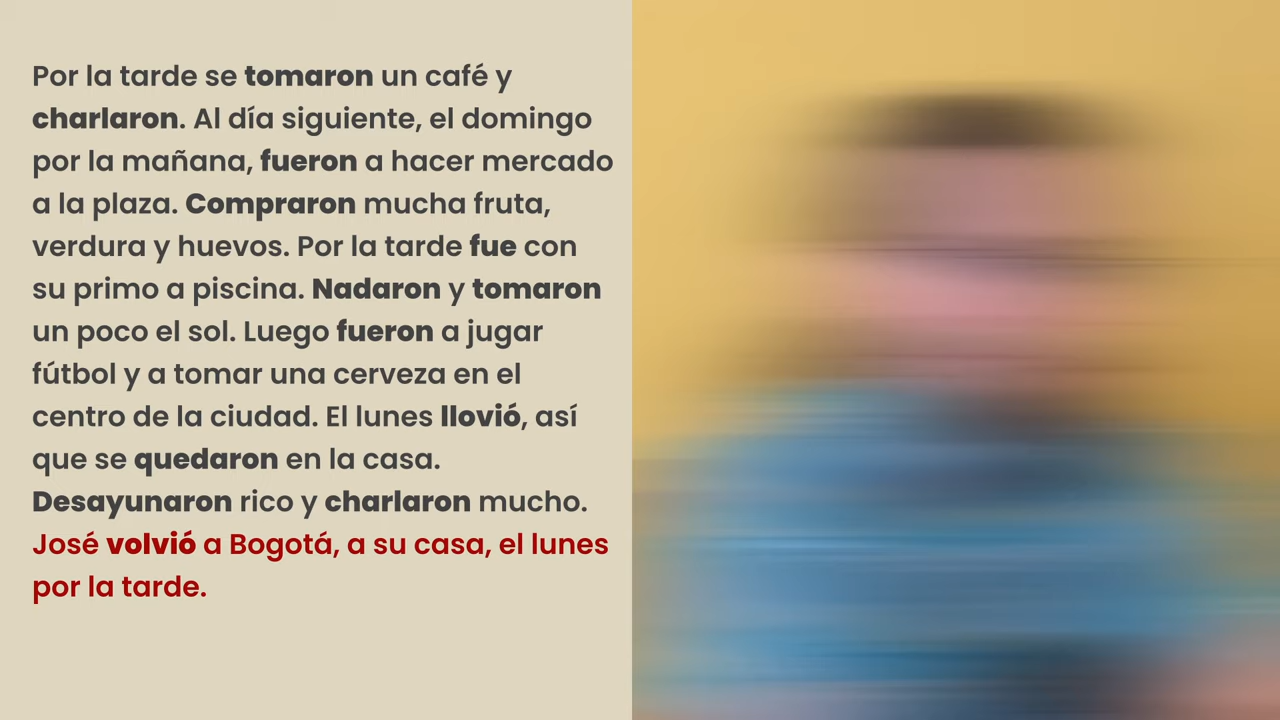 Por la tarde se tomaron un café y
charlaron. Al día siguiente, el domingo
por la mañana, fueron a hacer mercado
a la plaza. Compraron mucha fruta,
verdura y huevos. Por la tarde fue con
su primo a piscina. Nadaron y tomaron
un poco el sol. Luego fueron a jugar
fútbol y a tomar una cerveza en el
centro de la ciudad. El lunes llovió, así
que se quedaron en la casa.
Desayunaron rico y charlaron mucho.
José volvió a Bogotá, a su casa, el lunes
por la tarde.